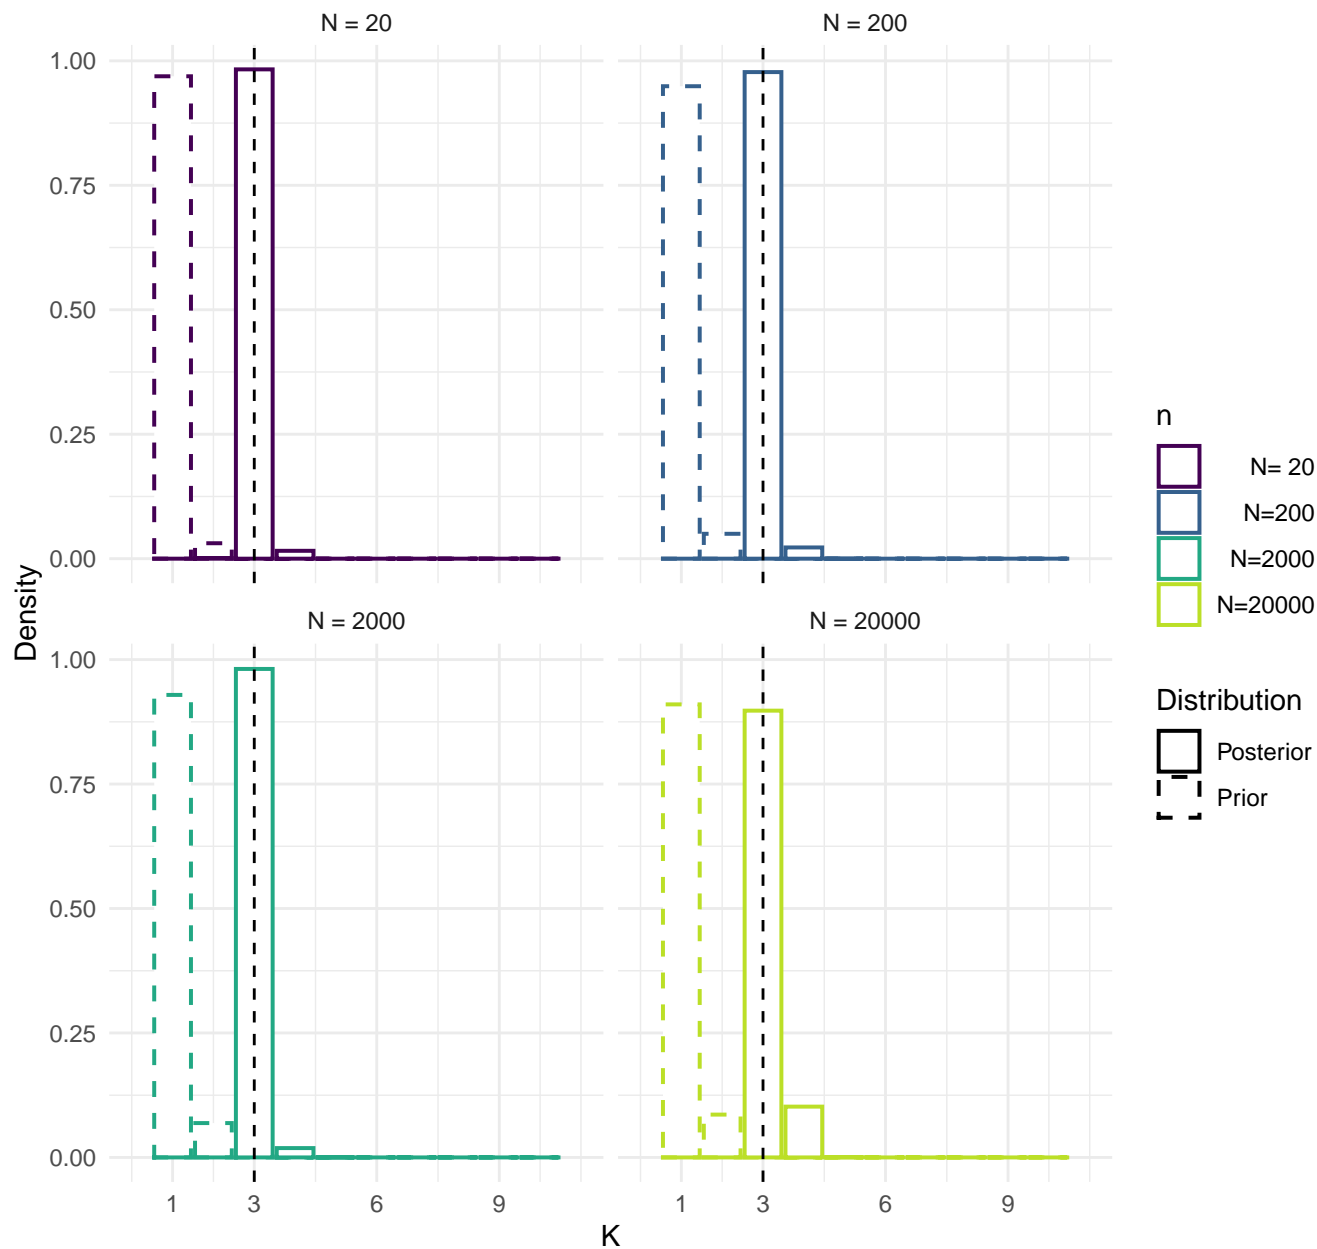 N = 20
N = 200
1.00
0.75
0.50
0.25
0.00
N = 2000
N = 20000
1.00
0.75
0.50
0.25
0.00
1 3 6 9
1 3 6 9
K
Density
n
N= 20
N=200
N=2000
N=20000
Distribution
Posterior
Prior